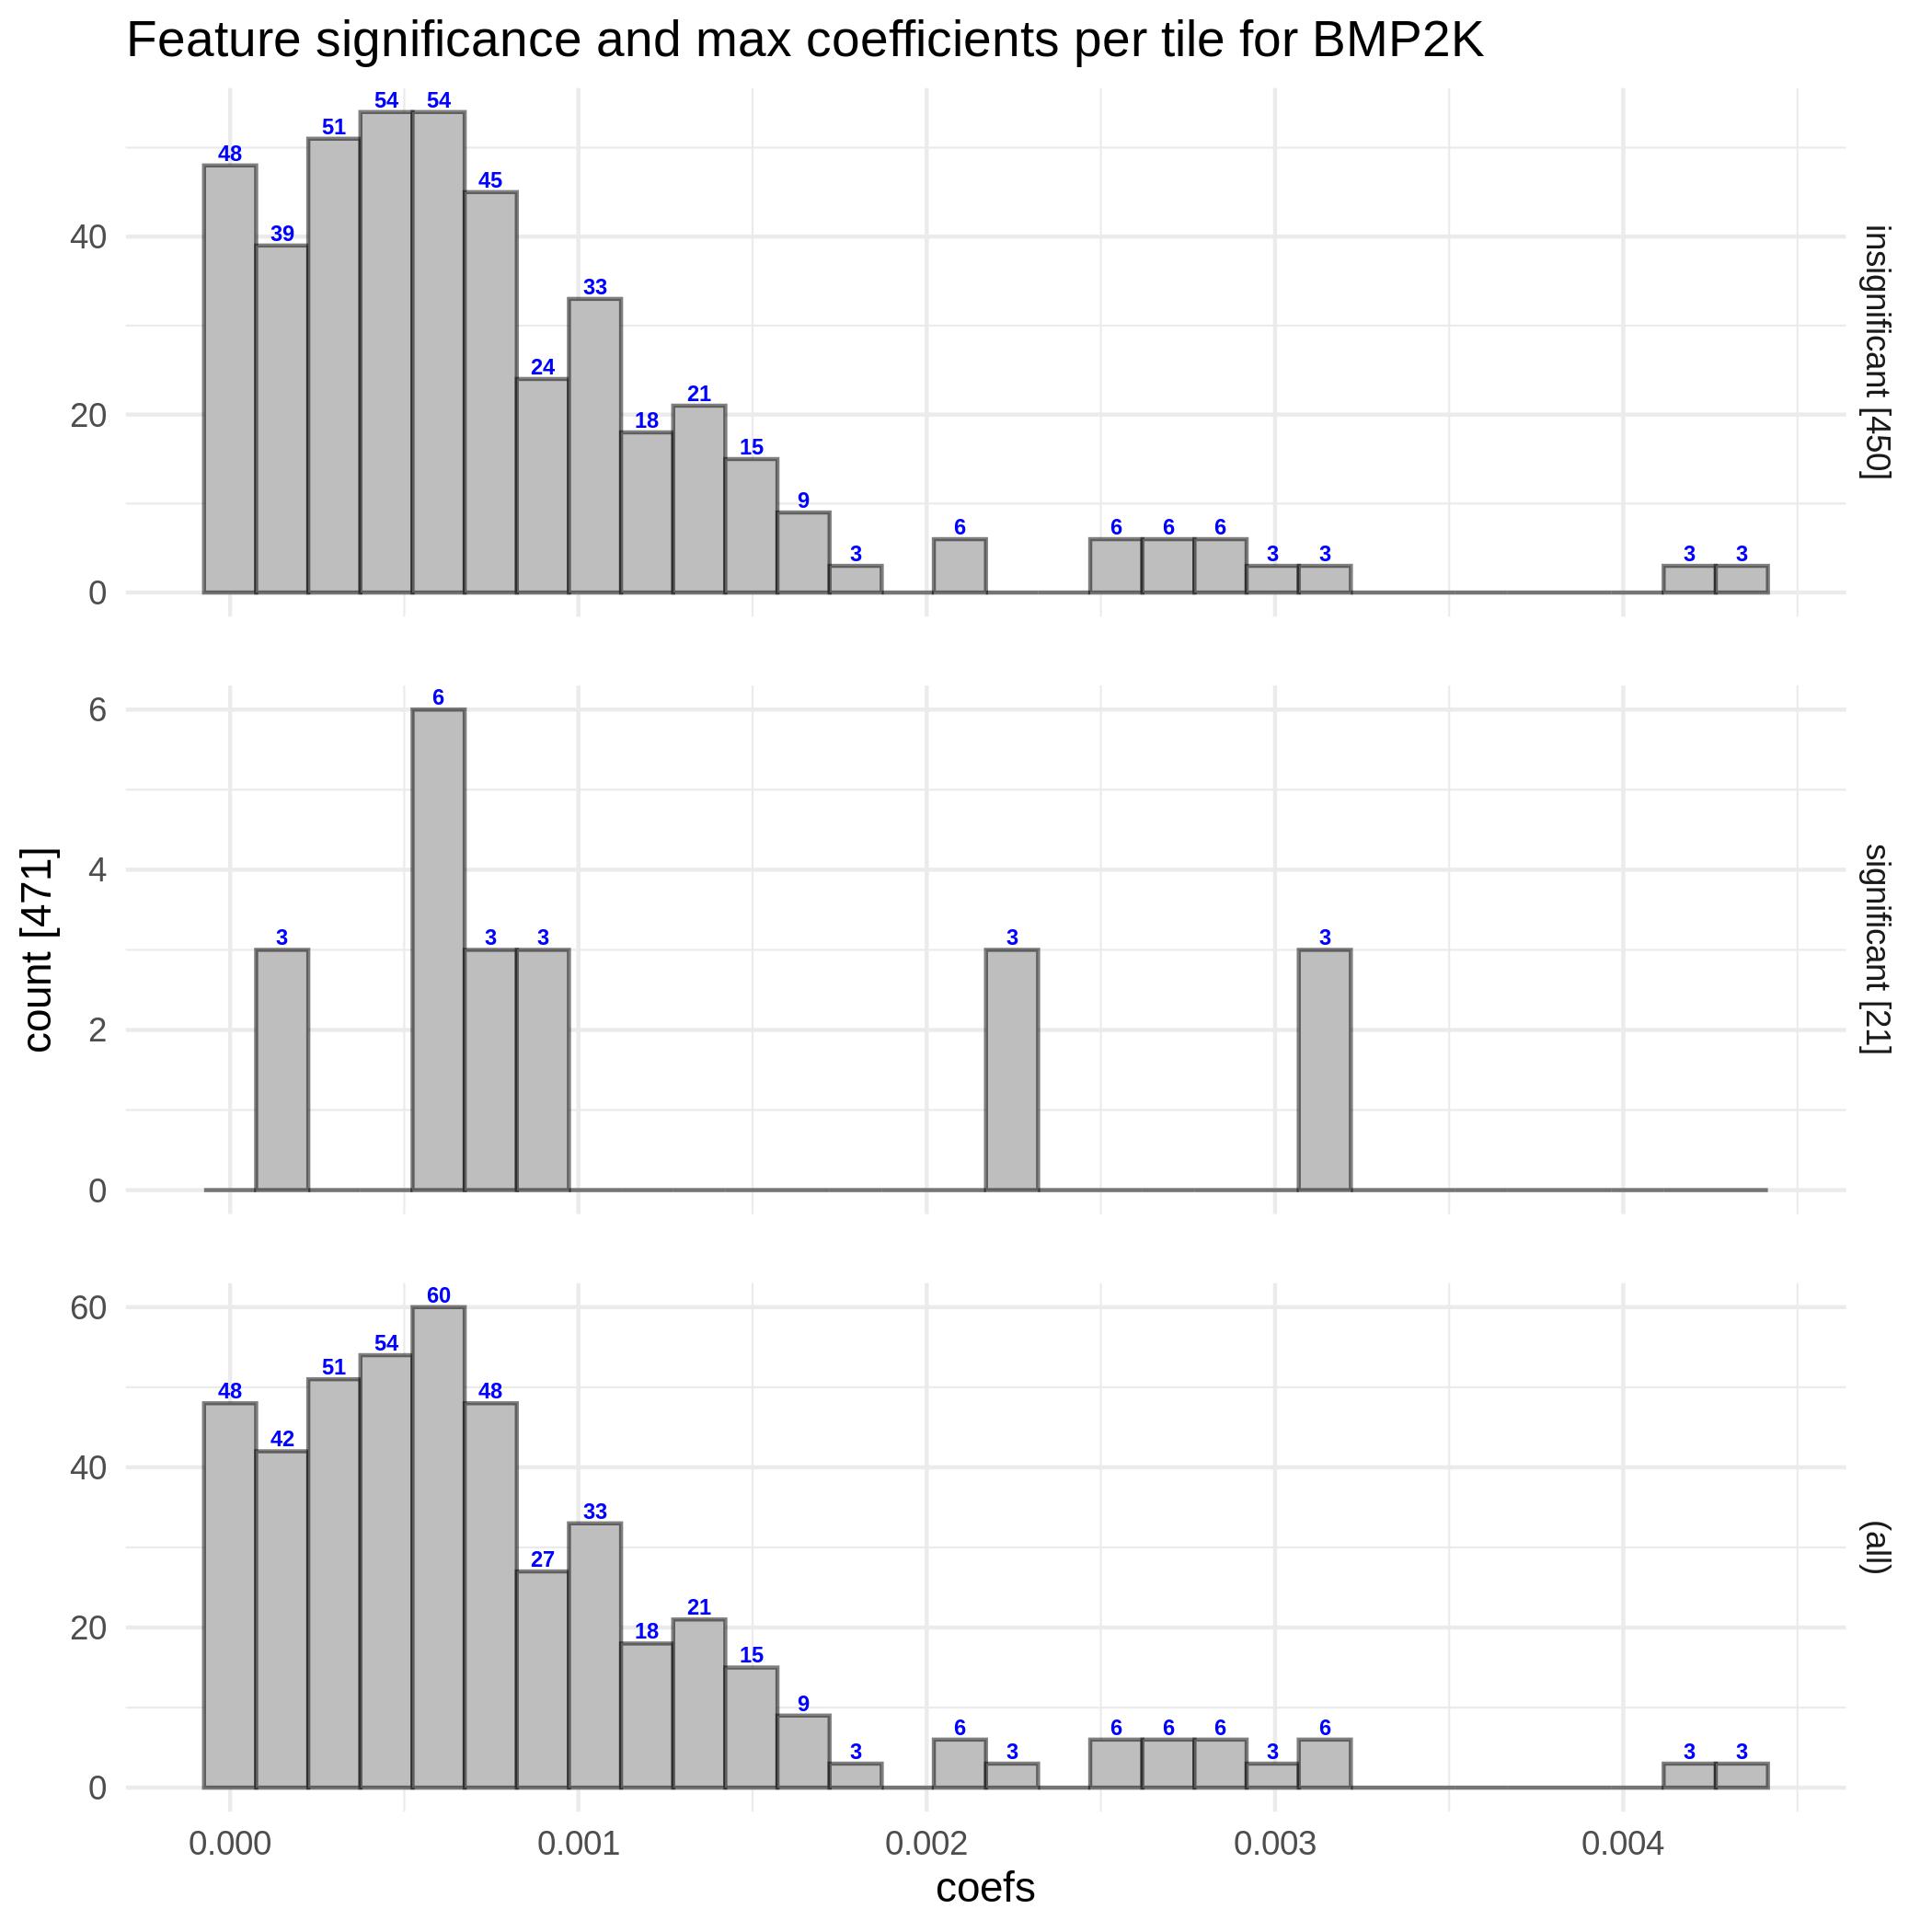 Feature significance and max coefficients per tile for BMP2K
48 39 51 54 54 45 24 33 18 21 15 9 3 6 6 6 6 3 3 3 3
40
20
0
insignificant [450]
count [471]
3 6 3 3 3 3
6
4
2
0
significant [21]
48 42 51 54 60 48 27 33 18 21 15 9 3 6 3 6 6 6 3 6 3 3
60
40
20
0
(all)
0.000 0.001 0.002 0.003 0.004
coefs